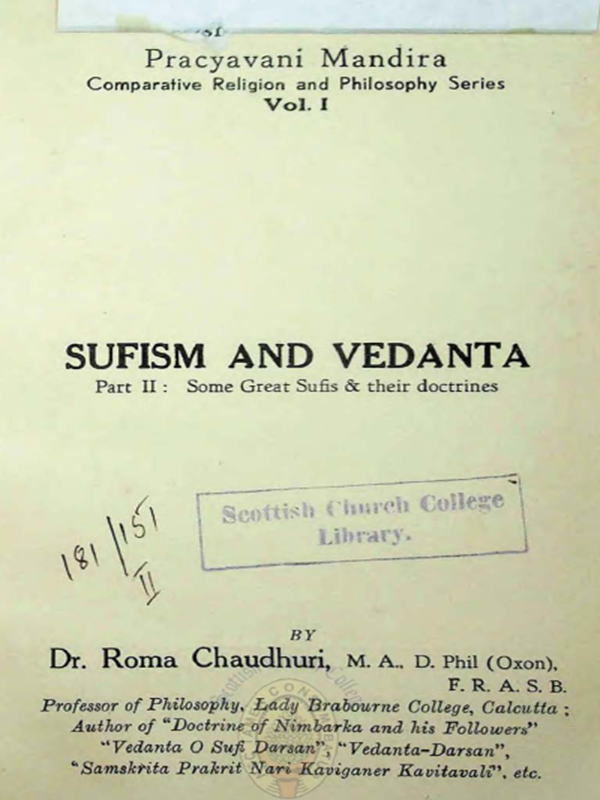 Pracyavani Mandira
Comparative Religion and Philosophy Series
Vol. I
SUFISM AND VEDANTA
Part II : Some Great Sufis & their doctrines
Scottish Church College
Library.
181/151
II
BY
Dr. Roma Chaudhuri, M. A., D. Phil (Oxon),
F. R. A. S. B.
Professor of Philosophy, Lady Brabourne College, Calcutta ;
Author of "Doctrine of Nimbarka and his Followers"
"Vedanta O Sufi Darsan", "Vedanta-Darsan",
"Samskrita Prakrit Nari Kaviganer Kavitavali", etc.